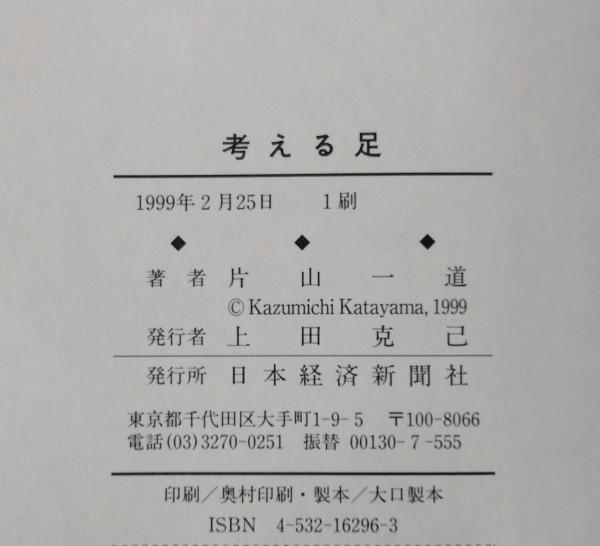 考える足
1999年2月25日 1刷
◆ ◆ ◆
著者 片山一道
© Kazumichi Katayama, 1999
発行者 上田克己
発行所 日本経済新聞社
東京都千代田区大手町1-9-5 〒100-8066
電話(03)3270-0251 振替 00130-7-555
印刷/奥村印刷・製本/大口製本
ISBN 4-532-16296-3